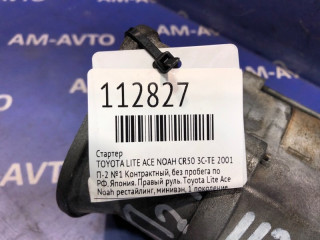 AM-AVTO
AM-AVTO
112827
Стартер
TOYOTA LITE ACE NOAH CR50 3C-TE 2001
П-2 №1 Контрактный, без пробега по
РФ. Япония. Правый руль. Toyota Lite Ace
Noah рестайлинг, минивэн, 1 поколение